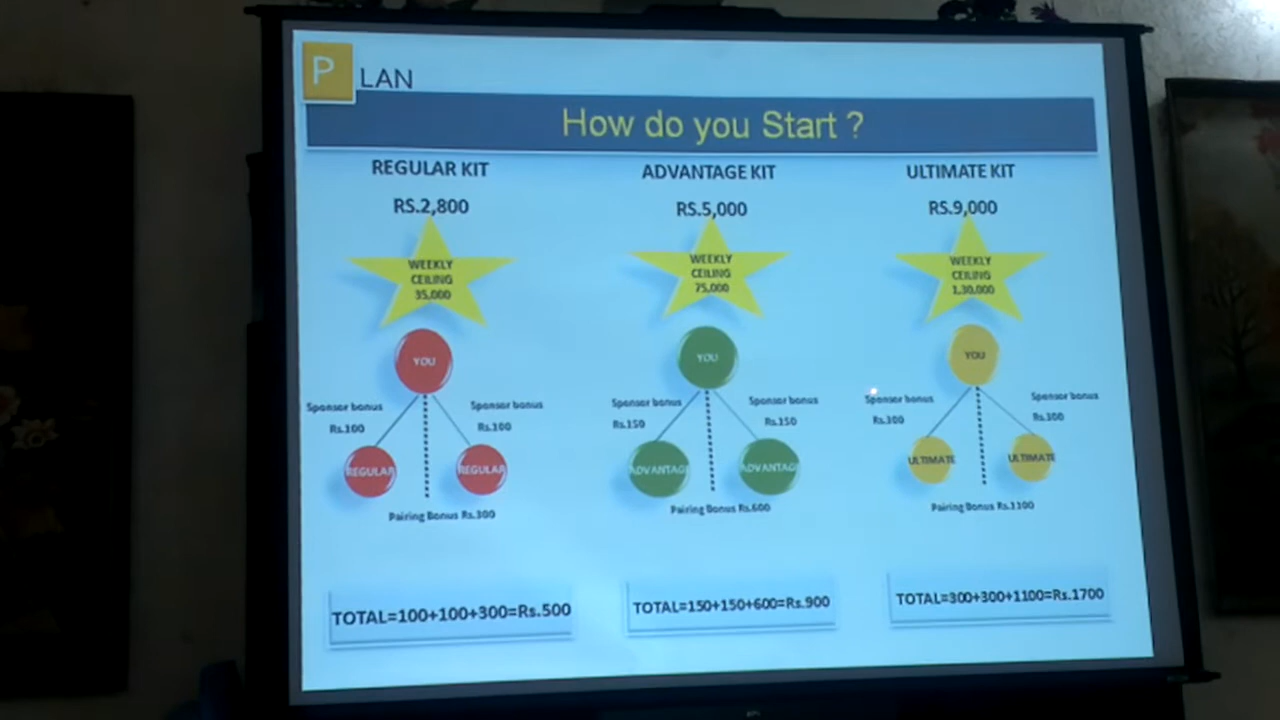 P LAN
How do you Start ?
REGULAR KIT
RS.2,800
WEEKLY
CEILING
35,000
YOU
Sponsor bonus
Rs.100
Sponsor bonus
Rs.100
REGULAR
REGULAR
Pairing Bonus Rs.300
TOTAL=100+100+300=Rs.500
ADVANTAGE KIT
RS.5,000
WEEKLY
CEILING
75,000
YOU
Sponsor bonus
Rs.150
Sponsor bonus
Rs.150
ADVANTAGE
ADVANTAGE
Pairing Bonus Rs.600
TOTAL=150+150+600=Rs.900
ULTIMATE KIT
RS.9,000
WEEKLY
CEILING
1,30,000
YOU
Sponsor bonus
Rs.300
Sponsor bonus
Rs.300
ULTIMATE
ULTIMATE
Pairing Bonus Rs.1100
TOTAL=300+300+1100=Rs.1700